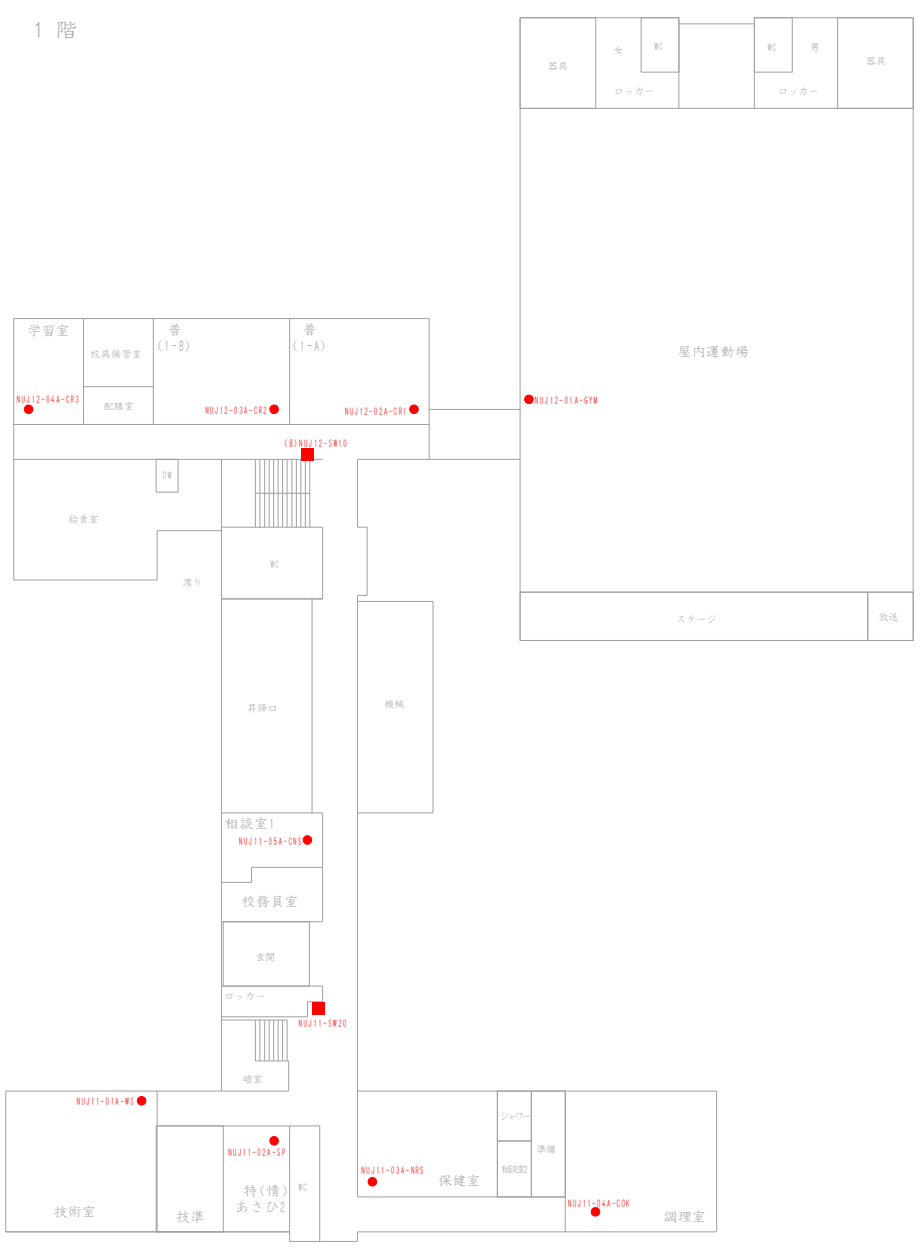 1 階
女
WC
WC
男
器具
器具
ロッカー
ロッカー
学習室
普
(1-B)
普
(1-A)
校具保管室
屋内運動場
NUJ12-04A-CR3
配膳室
NUJ12-03A-CR2
NUJ12-02A-CR1
NUJ12-01A-GYM
(B)NUJ12-SW10
DW
給食室
WC
渡り
ステージ
放送
昇降口
機械
相談室1
NUJ11-05A-CNS
校務員室
玄関
ロッカー
NUJ11-SW20
暗室
NUJ11-01A-WS
シャワー
NUJ11-02A-SP
準備
NUJ11-03A-NRS
相談室2
保健室
特(情)
あさひ2
WC
NUJ11-04A-COK
技術室
技準
調理室